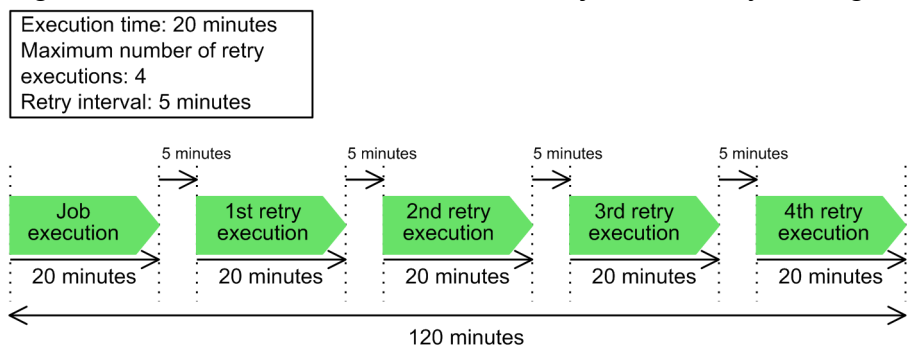 Execution time: 20 minutes
Maximum number of retry
executions: 4
Retry interval: 5 minutes
5 minutes
5 minutes
5 minutes
5 minutes
Job
execution
1st retry
execution
2nd retry
execution
3rd retry
execution
4th retry
execution
20 minutes
20 minutes
20 minutes
20 minutes
20 minutes
120 minutes